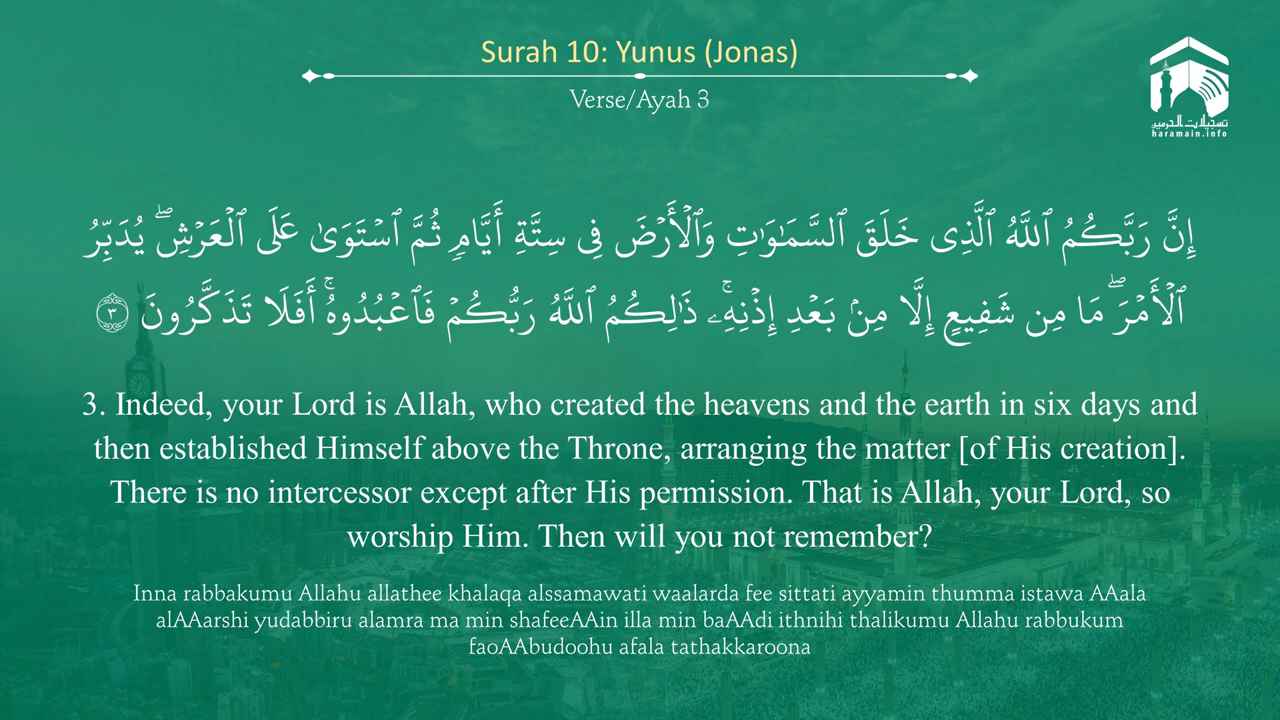 Surah 10: Yunus (Jonas)
Verse/Ayah 3
تسجيلات الحرمين
haramain.info
إِنَّ رَبَّكُمُ ٱللَّهُ ٱلَّذِى خَلَقَ ٱلسَّمَـٰوَٰتِ وَٱلْأَرْضَ فِى سِتَّةِ أَيَّامٍۢ ثُمَّ ٱسْتَوَىٰ عَلَى ٱلْعَرْشِ ۖ يُدَبِّرُ
ٱلْأَمْرَ ۖ مَا مِن شَفِيعٍ إِلَّا مِنۢ بَعْدِ إِذْنِهِۦ ۚ ذَٰلِكُمُ ٱللَّهُ رَبُّكُمْ فَٱعْبُدُوهُ ۚ أَفَلَا تَذَكَّرُونَ ٣
3. Indeed, your Lord is Allah, who created the heavens and the earth in six days and
then established Himself above the Throne, arranging the matter [of His creation].
There is no intercessor except after His permission. That is Allah, your Lord, so
worship Him. Then will you not remember?
Inna rabbakumu Allahu allathee khalaqa alssamawati waalarda fee sittati ayyamin thumma istawa AAala
alAAarshi yudabbiru alamra ma min shafeeAAin illa min baAAdi ithnihi thalikumu Allahu rabbukum
faoAAbudoohu afala tathakkaroona